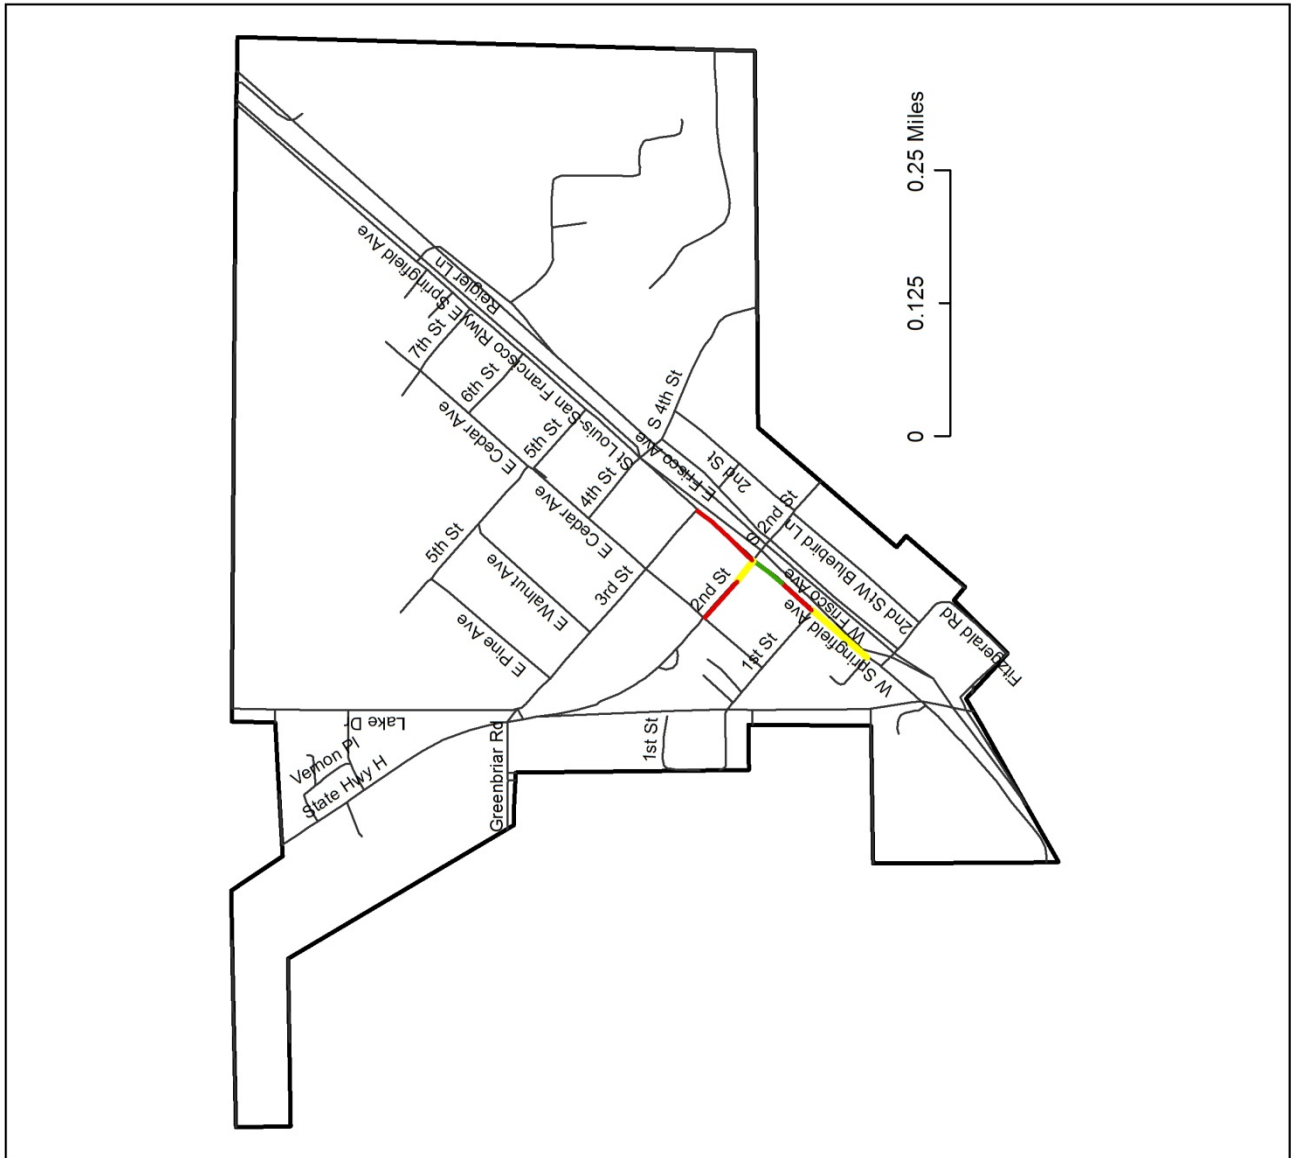 0.25 Miles
0.125
0
E Springfield Ave
Reigler Ln
St Louis-San Francisco Rlwy
7th St
6th St
E Cedar Ave
5th St
4th St
S 4th St
E Frisco Ave
2nd St
E Cedar Ave
5th St
E Walnut Ave
3rd St
E Pine Ave
2nd St
S 2nd St
W Bluebird Ln
2nd St
W Frisco Ave
W Springfield Ave
1st St
Fitzgerald Rd
Lake Dr
Vernon Pl
State Hwy H
Greenbriar Rd
1st St